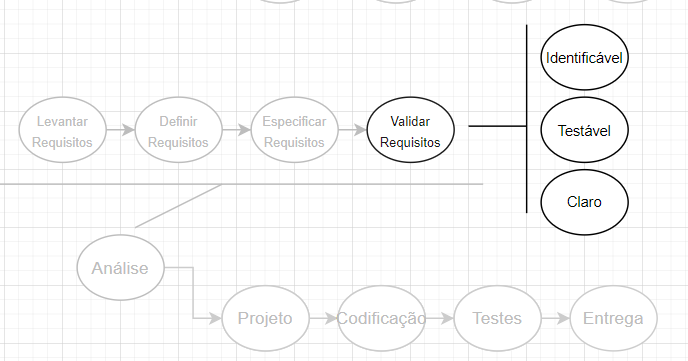 Identificável
Levantar
Requisitos
Definir
Requisitos
Especificar
Requisitos
Validar
Requisitos
Testável
Claro
Análise
Projeto
Codificação
Testes
Entrega